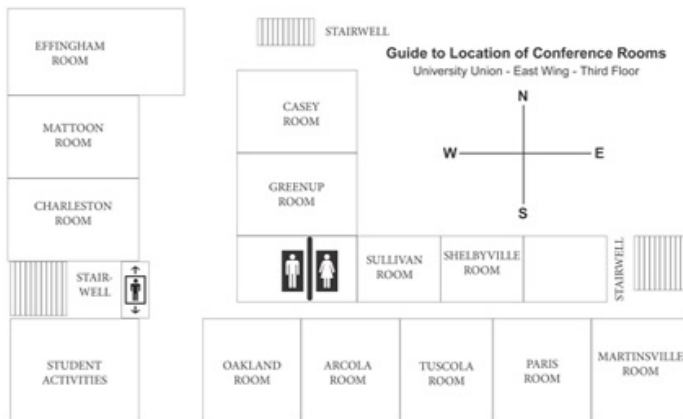 EFFINGHAM
ROOM
STAIRWELL
Guide to Location of Conference Rooms
University Union - East Wing - Third Floor
MATTOON
ROOM
CASEY
ROOM
N
W
E
S
CHARLESTON
ROOM
GREENUP
ROOM
STAIR-
WELL
SULLIVAN
ROOM
SHELBYVILLE
ROOM
STAIRWELL
STUDENT
ACTIVITIES
OAKLAND
ROOM
ARCOLA
ROOM
TUSCOLA
ROOM
PARIS
ROOM
MARTINSVILLE
ROOM